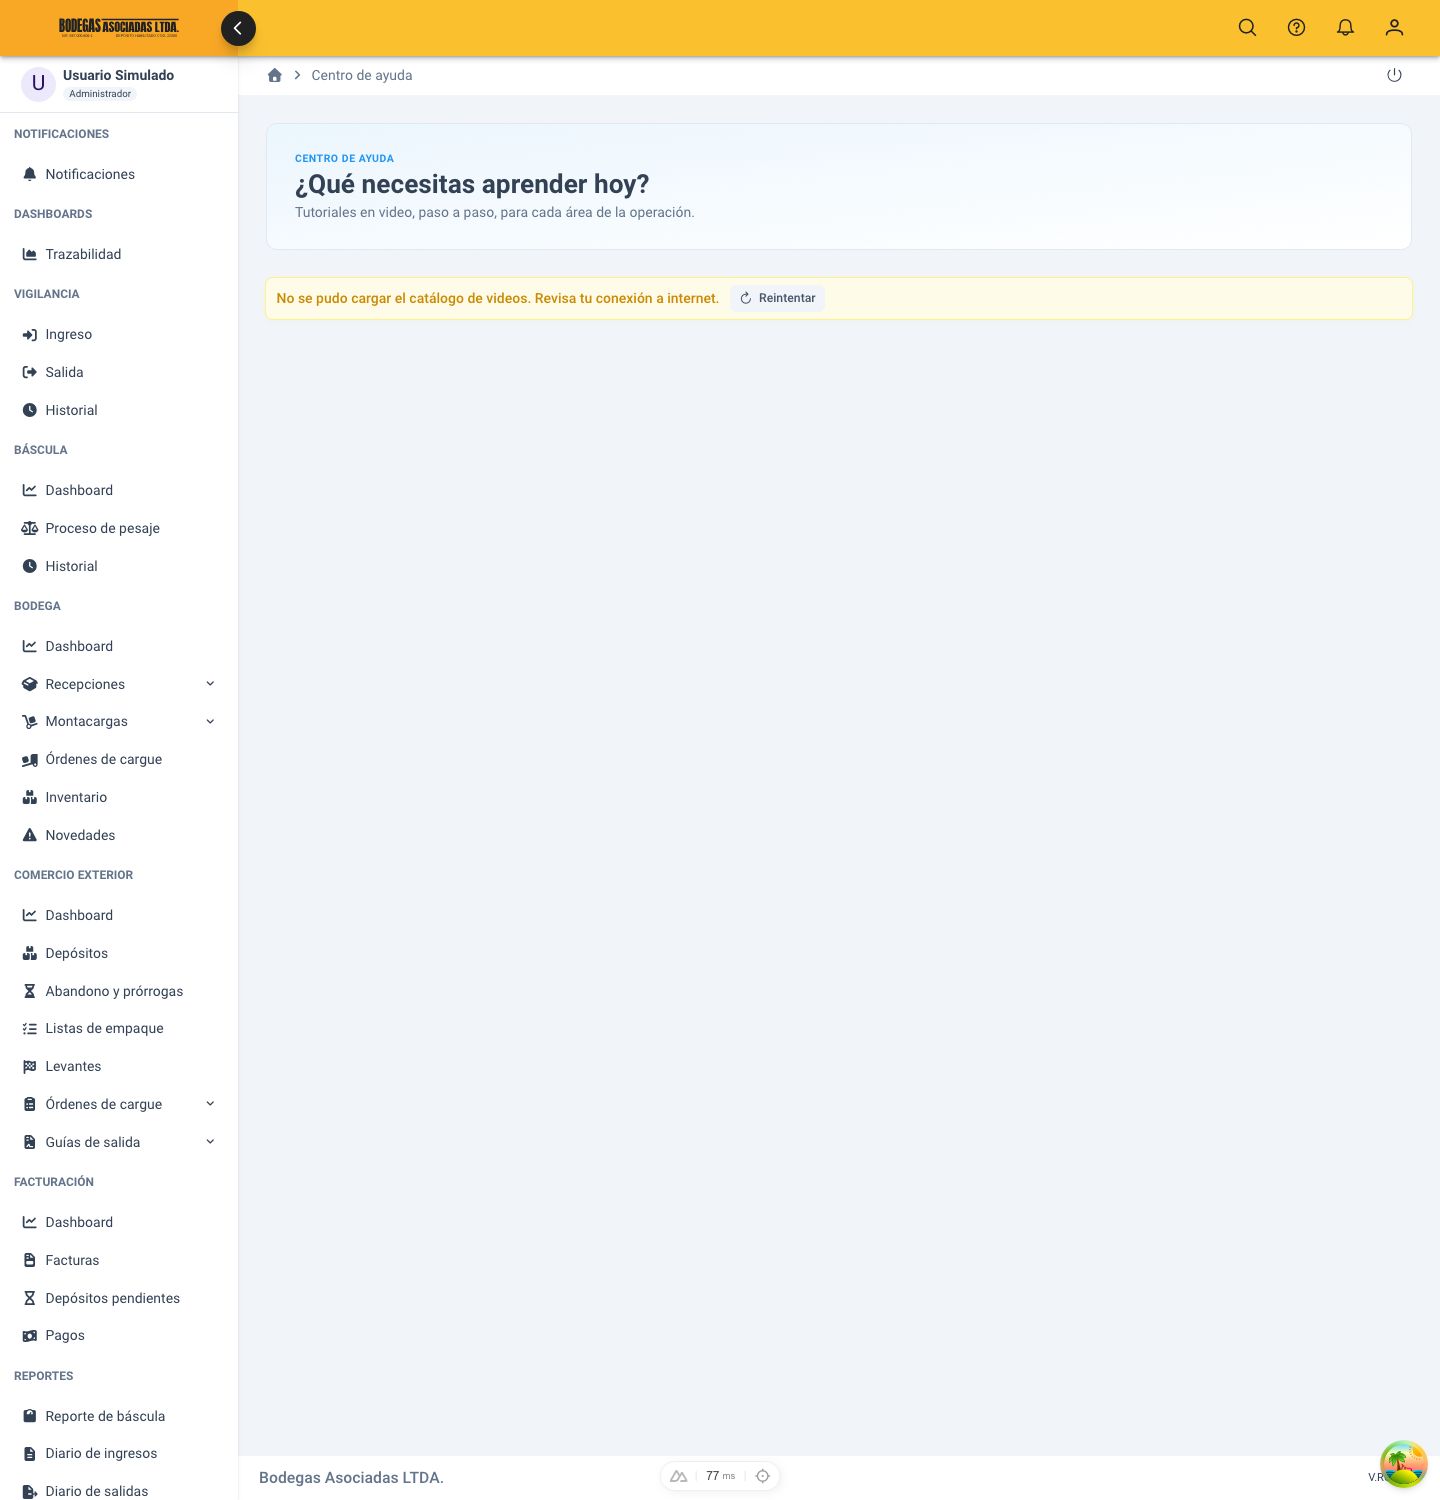 BODEGAS ASOCIADAS LTDA.
Usuario Simulado
Administrador
Centro de ayuda
NOTIFICACIONES
Notificaciones
DASHBOARDS
Trazabilidad
VIGILANCIA
Ingreso
Salida
Historial
BÁSCULA
Dashboard
Proceso de pesaje
Historial
BODEGA
Dashboard
Recepciones
Montacargas
Órdenes de cargue
Inventario
Novedades
COMERCIO EXTERIOR
Dashboard
Depósitos
Abandono y prórrogas
Listas de empaque
Levantes
Órdenes de cargue
Guías de salida
FACTURACIÓN
Dashboard
Facturas
Depósitos pendientes
Pagos
REPORTES
Reporte de báscula
Diario de ingresos
Diario de salidas
CENTRO DE AYUDA
¿Qué necesitas aprender hoy?
Tutoriales en video, paso a paso, para cada área de la operación.
No se pudo cargar el catálogo de videos. Revisa tu conexión a internet. Reintentar
Bodegas Asociadas LTDA.
77 ms